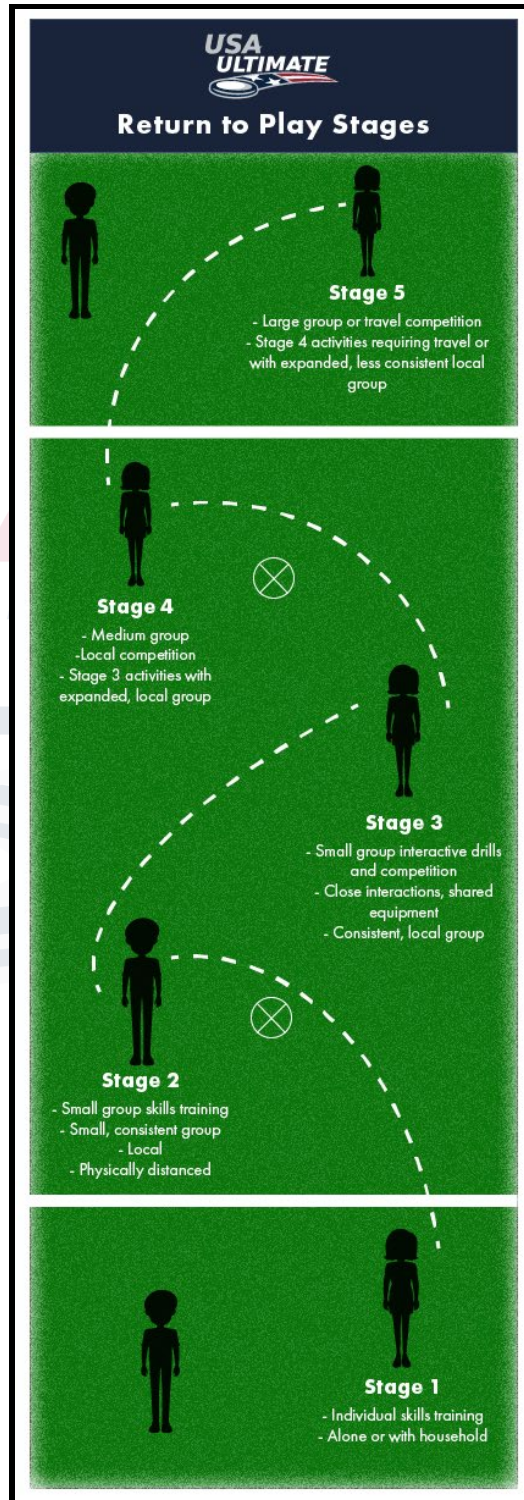 USA
ULTIMATE
Return to Play Stages
Stage 5
- Large group or travel competition
- Stage 4 activities requiring travel or
with expanded, less consistent local
group
Stage 4
- Medium group
-Local competition
- Stage 3 activities with
expanded, local group
Stage 3
- Small group interactive drills
and competition
- Close interactions, shared
equipment
- Consistent, local group
Stage 2
- Small group skills training
- Small, consistent group
- Local
- Physically distanced
Stage 1
- Individual skills training
- Alone or with household